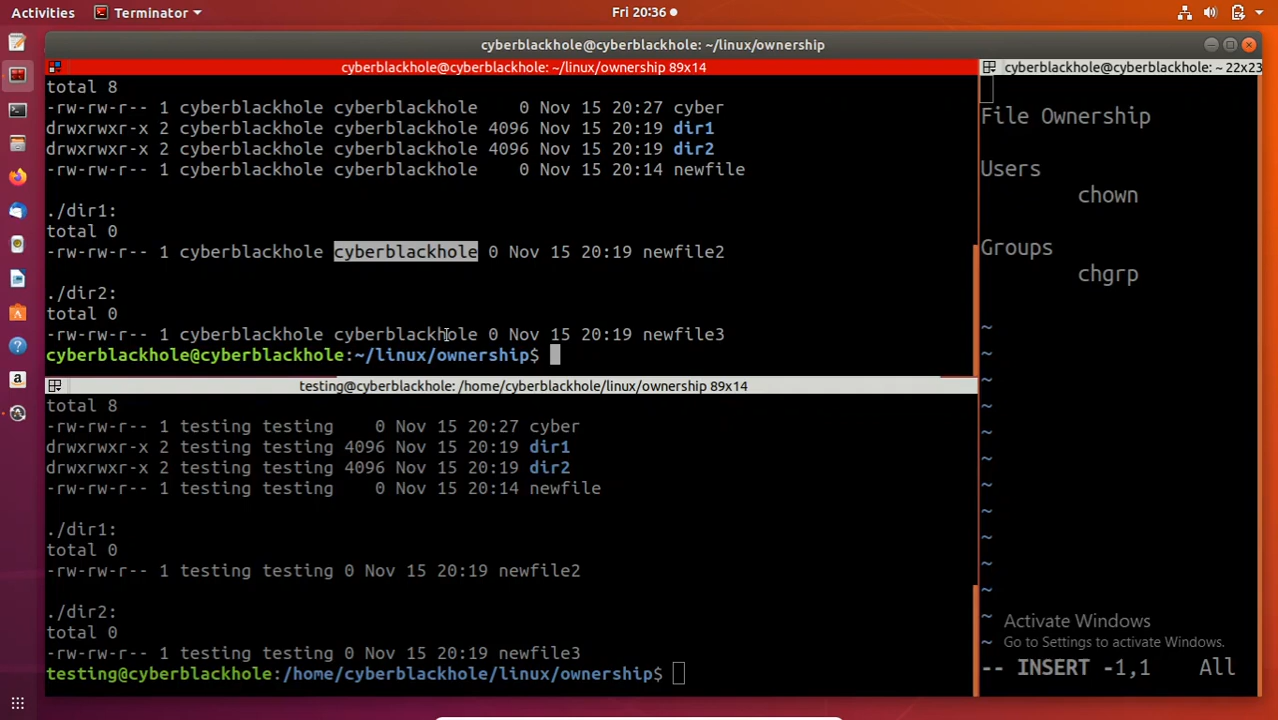 Activities Terminator Fri 20:36
cyberblackhole@cyberblackhole: ~/linux/ownership
cyberblackhole@cyberblackhole: ~/linux/ownership 89x14
total 8
-rw-rw-r-- 1 cyberblackhole cyberblackhole    0 Nov 15 20:27 cyber
drwxrwxr-x 2 cyberblackhole cyberblackhole 4096 Nov 15 20:19 dir1
drwxrwxr-x 2 cyberblackhole cyberblackhole 4096 Nov 15 20:19 dir2
-rw-rw-r-- 1 cyberblackhole cyberblackhole    0 Nov 15 20:14 newfile
./dir1:
total 0
-rw-rw-r-- 1 cyberblackhole cyberblackhole 0 Nov 15 20:19 newfile2
./dir2:
total 0
-rw-rw-r-- 1 cyberblackhole cyberblackhole 0 Nov 15 20:19 newfile3
cyberblackhole@cyberblackhole:~/linux/ownership$
testing@cyberblackhole: /home/cyberblackhole/linux/ownership 89x14
total 8
-rw-rw-r-- 1 testing testing    0 Nov 15 20:27 cyber
drwxrwxr-x 2 testing testing 4096 Nov 15 20:19 dir1
drwxrwxr-x 2 testing testing 4096 Nov 15 20:19 dir2
-rw-rw-r-- 1 testing testing    0 Nov 15 20:14 newfile
./dir1:
total 0
-rw-rw-r-- 1 testing testing 0 Nov 15 20:19 newfile2
./dir2:
total 0
-rw-rw-r-- 1 testing testing 0 Nov 15 20:19 newfile3
testing@cyberblackhole:/home/cyberblackhole/linux/ownership$
cyberblackhole@cyberblackhole: ~ 22x23
File Ownership
Users
chown
Groups
chgrp
~
~
~
~
~
~
~
~
~
~
~
~
~
Activate Windows
Go to Settings to activate Windows.
-- INSERT -1,1 All